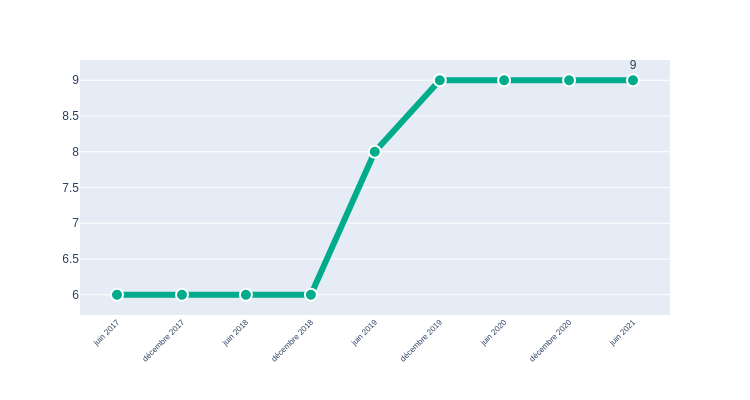 9
9
8.5
8
7.5
7
6.5
6
juin 2017
décembre 2017
juin 2018
décembre 2018
juin 2019
décembre 2019
juin 2020
décembre 2020
juin 2021